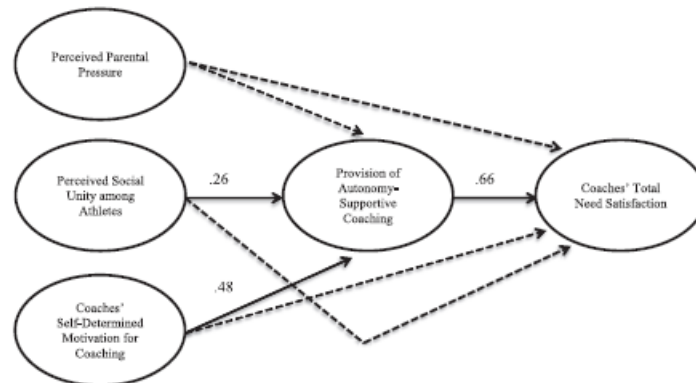 Perceived Parental
Pressure
Perceived Social
Unity among
Athletes
.26
Provision of
Autonomy-
Supportive
Coaching
.66
Coaches' Total
Need Satisfaction
.48
Coaches'
Self-Determined
Motivation for
Coaching